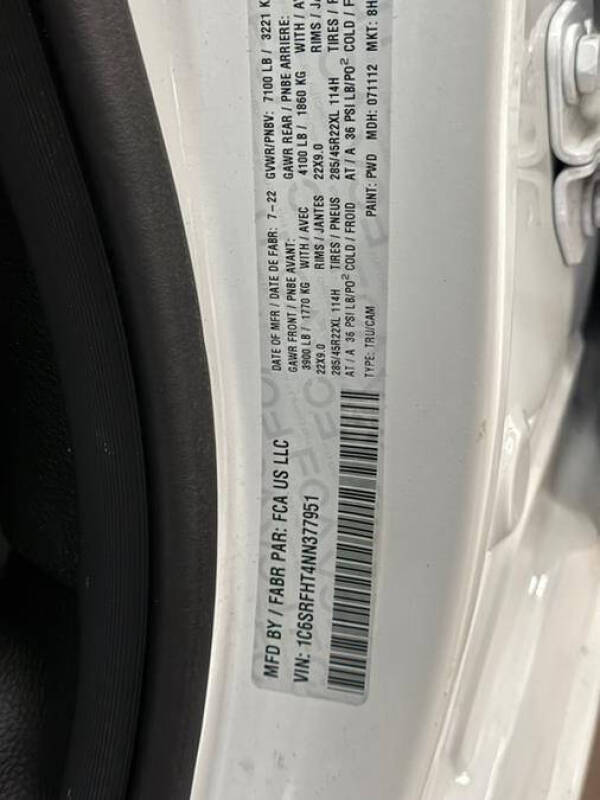 MFD BY / FABR PAR: FCA US LLC
DATE OF MFR / DATE DE FABR: 7-22 GVWR/PNBV: 7100 LB / 3221 K
GAWR FRONT / PNBE AVANT: GAWR REAR / PNBE ARRIERE:
3900 LB / 1770 KG WITH / AVEC 4100 LB / 1860 KG WITH / AV
22X9.0 RIMS / JANTES 22X9.0 RIMS / JAN
285/45R22XL 114H TIRES / PNEUS 285/45R22XL 114H TIRES / P
AT / A 36 PSI LB/PO² COLD / FROID AT / A 36 PSI LB/PO² COLD / F
VIN: 1C6SRFHT4NN377951
TYPE: TRU/CAM PAINT: PWD MDH: 071112 MKT: 8H